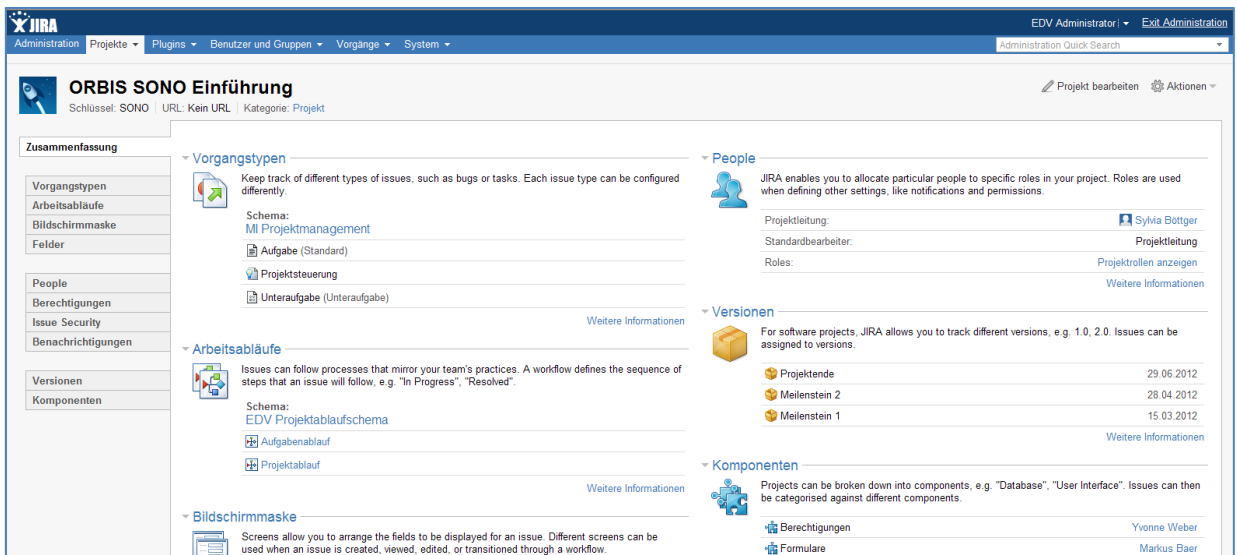 JIRA
EDV Administrator Exit Administration
Administration Projekte Plugins Benutzer und Gruppen Vorgänge System
Administration Quick Search
ORBIS SONO Einführung
Schlüssel: SONO URL: Kein URL Kategorie: Projekt
Projekt bearbeiten Aktionen
Zusammenfassung
Vorgangstypen
Arbeitsabläufe
Bildschirmmaske
Felder
People
Berechtigungen
Issue Security
Benachrichtigungen
Versionen
Komponenten
Vorgangstypen
Keep track of different types of issues, such as bugs or tasks. Each issue type can be configured
differently.
Schema:
MI Projektmanagement
Aufgabe (Standard)
Projektsteuerung
Unteraufgabe (Unteraufgabe)
Weitere Informationen
Arbeitsabläufe
Issues can follow processes that mirror your team's practices. A workflow defines the sequence of
steps that an issue will follow, e.g. "In Progress", "Resolved".
Schema:
EDV Projektablaufschema
Aufgabenablauf
Projektablauf
Weitere Informationen
Bildschirmmaske
Screens allow you to arrange the fields to be displayed for an issue. Different screens can be
used when an issue is created, viewed, edited, or transitioned through a workflow.
People
JIRA enables you to allocate particular people to specific roles in your project. Roles are used
when defining other settings, like notifications and permissions.
Projektleitung: Sylvia Böttger
Standardbearbeiter: Projektleitung
Roles: Projektrollen anzeigen
Weitere Informationen
Versionen
For software projects, JIRA allows you to track different versions, e.g. 1.0, 2.0. Issues can be
assigned to versions.
Projektende 29.06.2012
Meilenstein 2 28.04.2012
Meilenstein 1 15.03.2012
Weitere Informationen
Komponenten
Projects can be broken down into components, e.g. "Database", "User Interface". Issues can then
be categorised against different components.
Berechtigungen Yvonne Weber
Formulare Markus Baer